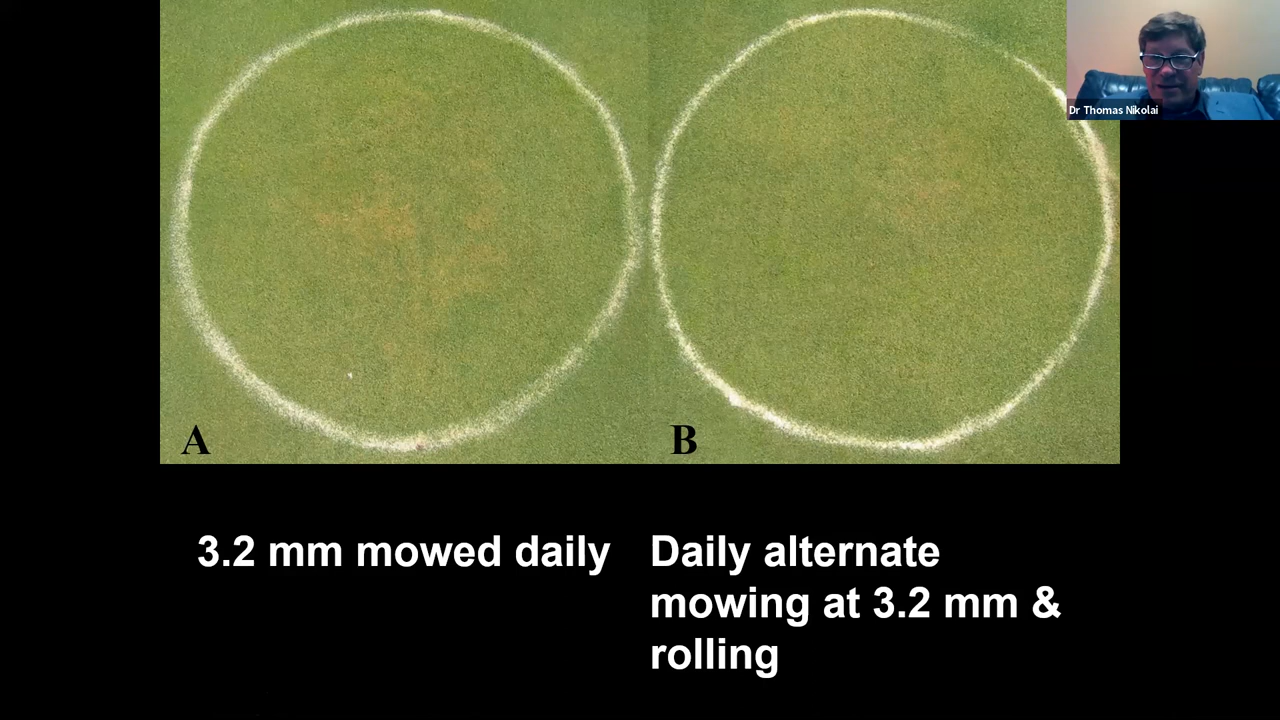 Dr Thomas Nikolai
A
B
3.2 mm mowed daily
Daily alternate
mowing at 3.2 mm &
rolling